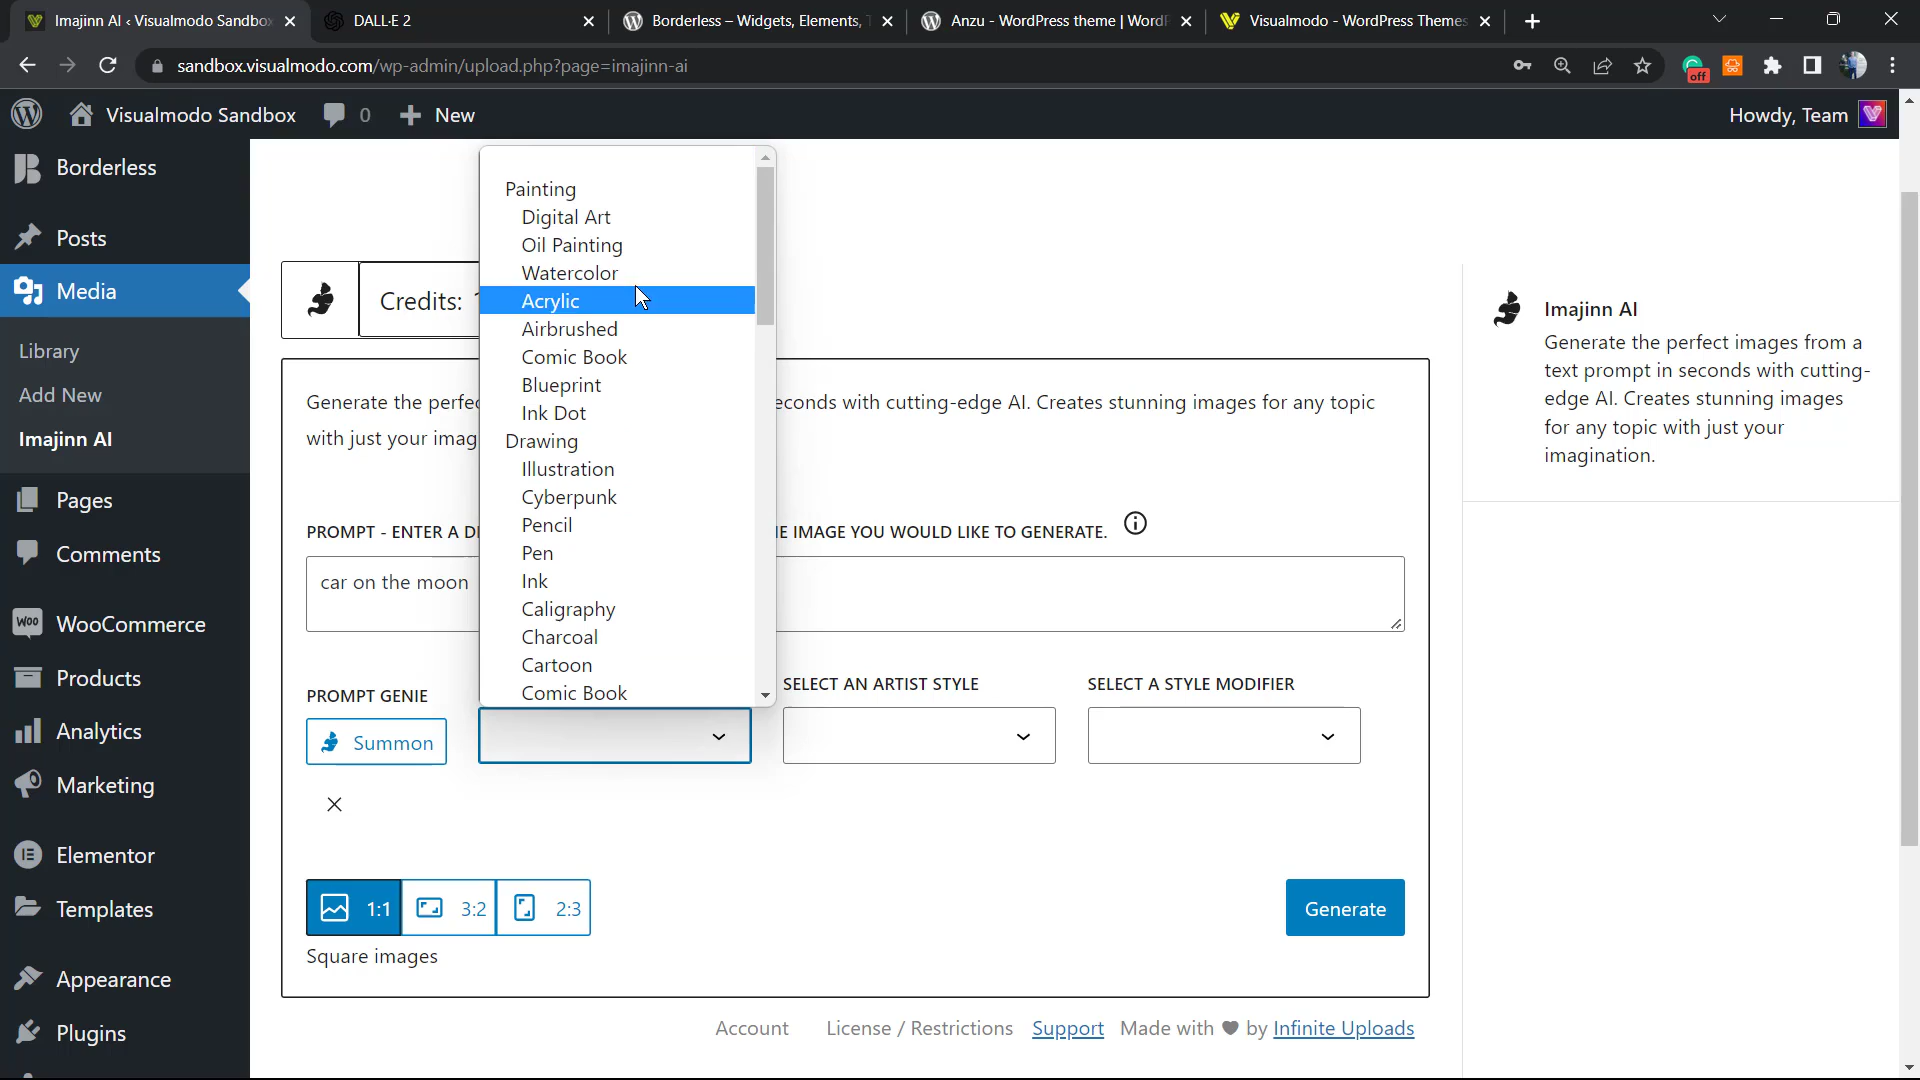 Imajinn AI ‹ Visualmodo Sandbox
DALL·E 2
Borderless – Widgets, Elements,
Anzu - WordPress theme | Word
Visualmodo - WordPress Themes
sandbox.visualmodo.com/wp-admin/upload.php?page=imajinn-ai
off
Visualmodo Sandbox
0
New
Howdy, Team
Borderless
Posts
Media
Library
Add New
Imajinn AI
Pages
Comments
Woo
WooCommerce
Products
Analytics
Marketing
Elementor
Templates
Appearance
Plugins
Credits:
Painting
Digital Art
Oil Painting
Watercolor
Acrylic
Airbrushed
Comic Book
Blueprint
Ink Dot
Drawing
Illustration
Cyberpunk
Pencil
Pen
Ink
Caligraphy
Charcoal
Cartoon
Comic Book
Generate the perfec
econds with cutting-edge AI. Creates stunning images for any topic
with just your imag
PROMPT - ENTER A D
E IMAGE YOU WOULD LIKE TO GENERATE.
car on the moon
PROMPT GENIE
Summon
SELECT AN ARTIST STYLE
SELECT A STYLE MODIFIER
1:1
3:2
2:3
Square images
Generate
Account
License / Restrictions
Support
Made with
by Infinite Uploads
Imajinn AI
Generate the perfect images from a
text prompt in seconds with cutting-
edge AI. Creates stunning images
for any topic with just your
imagination.